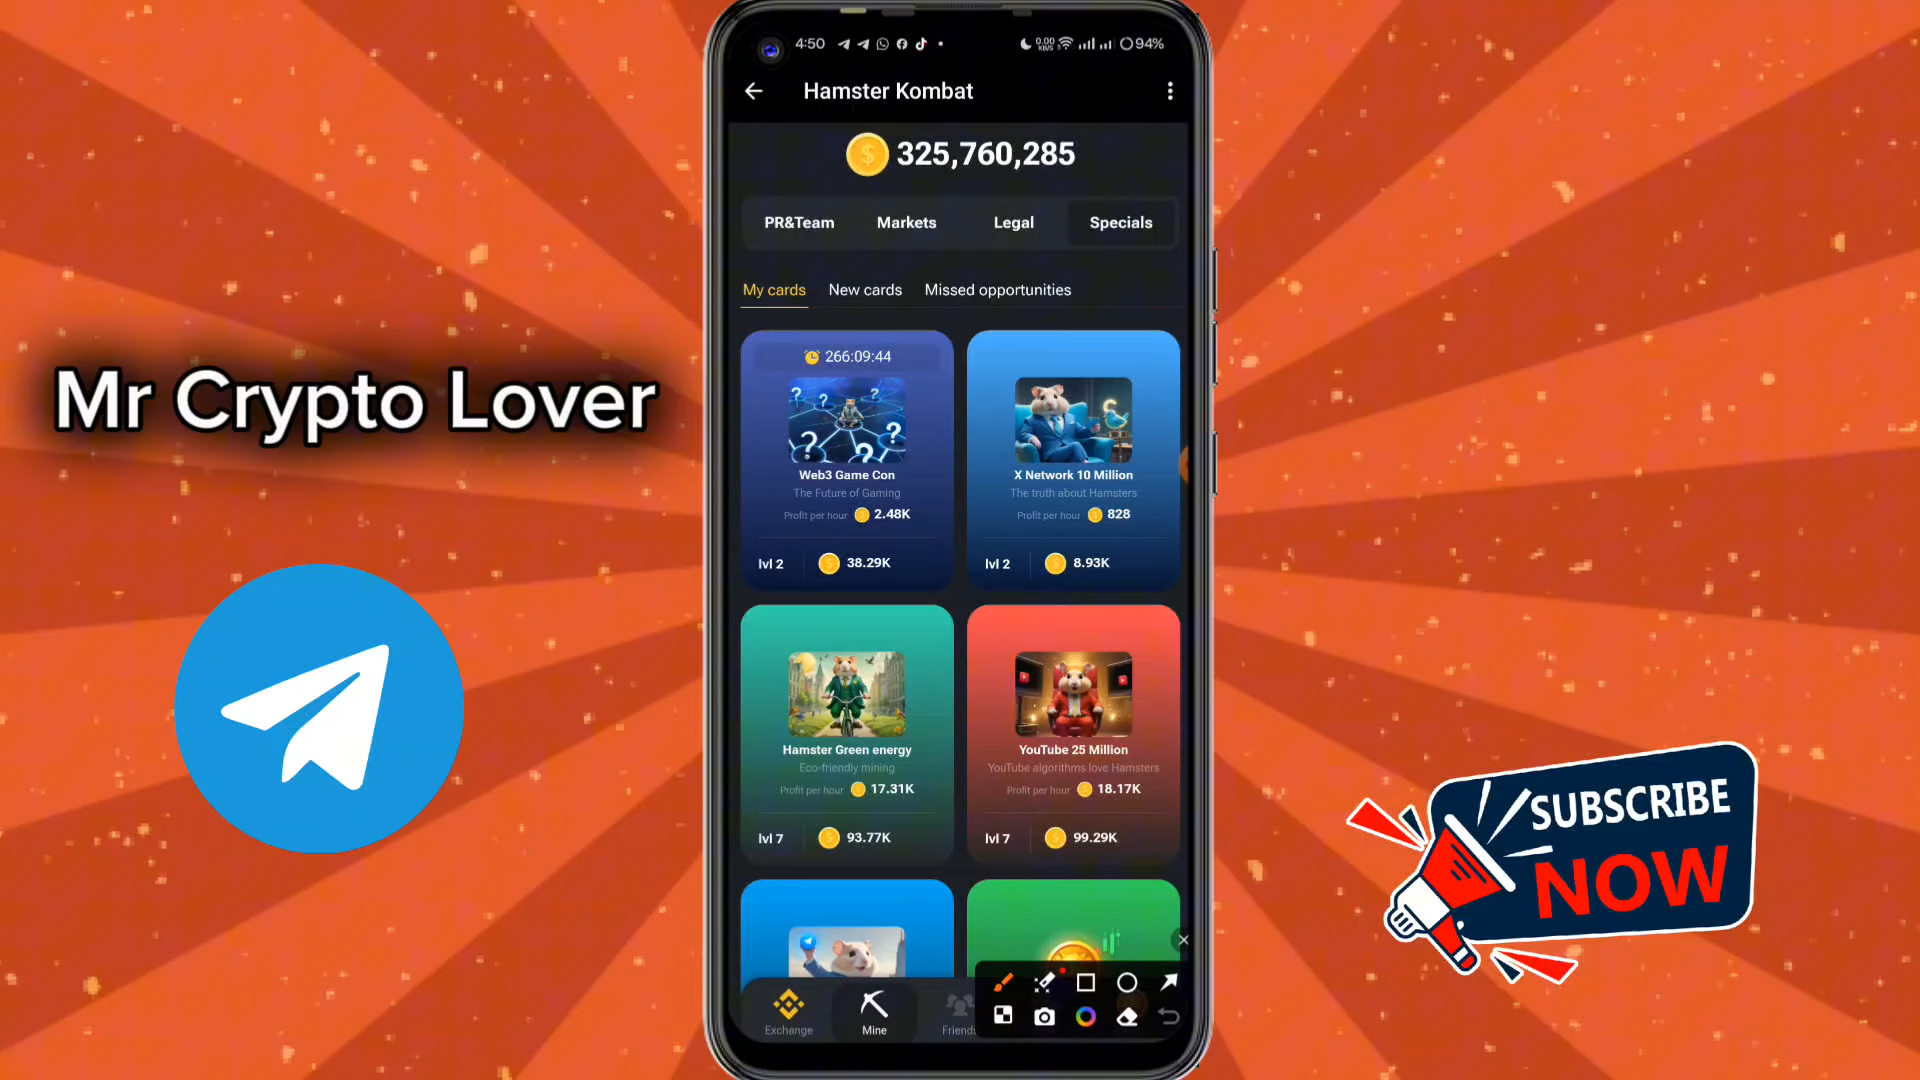 4:50
0.00 KB/S
94%
Hamster Kombat
325,760,285
PR&Team Markets Legal Specials
My cards New cards Missed opportunities
266:09:44
Web3 Game Con
The Future of Gaming
Profit per hour 2.48K
lvl 2 38.29K
X Network 10 Million
The truth about Hamsters
Profit per hour 828
lvl 2 8.93K
Hamster Green energy
Eco-friendly mining
Profit per hour 17.31K
lvl 7 93.77K
YouTube 25 Million
YouTube algorithms love Hamsters
Profit per hour 18.17K
lvl 7 99.29K
Exchange Mine Friends
Mr Crypto Lover
SUBSCRIBE
NOW